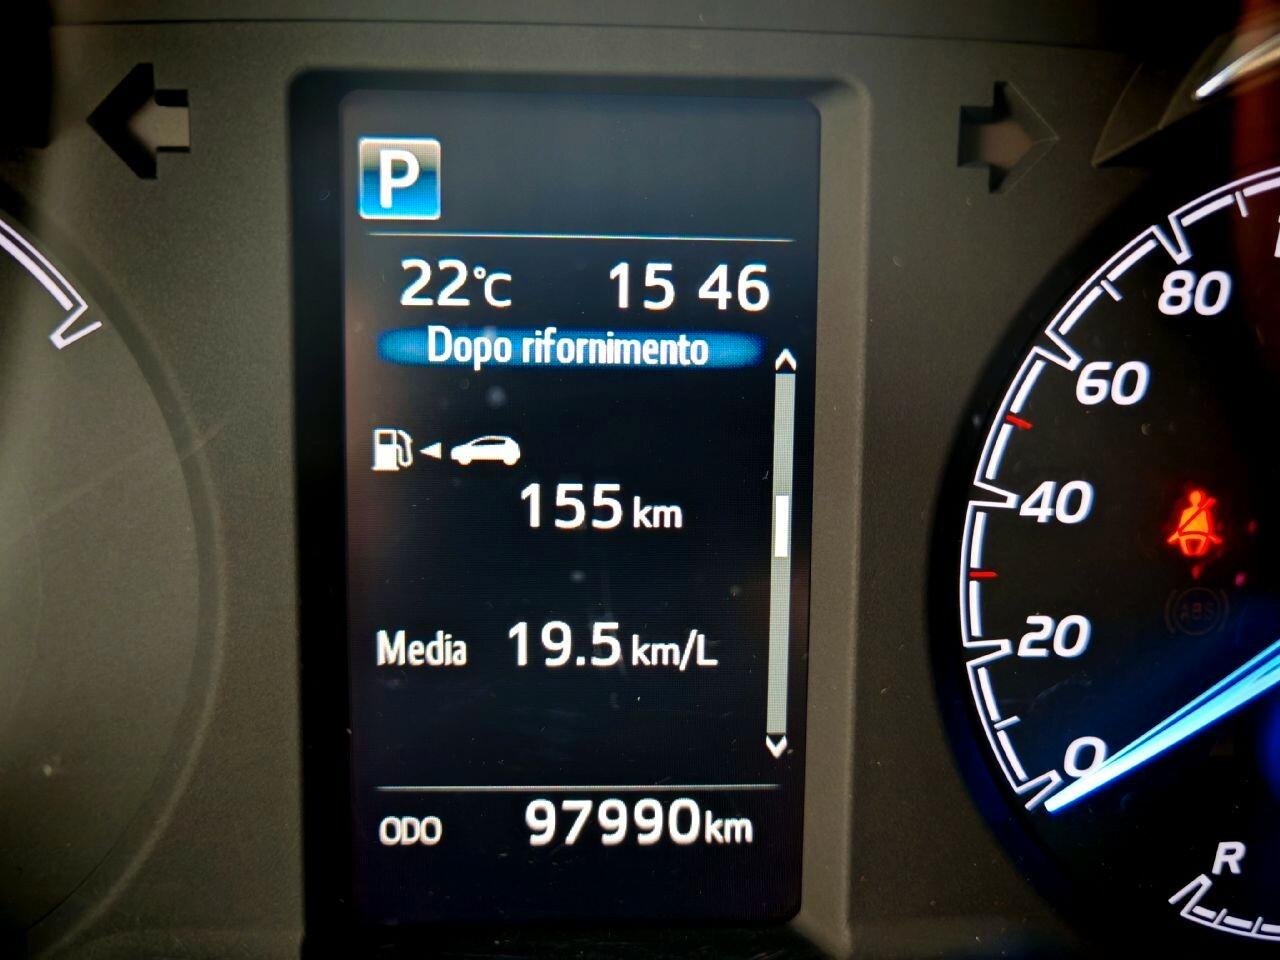 P
22°C 15 46
Dopo rifornimento
155 km
Media 19.5 km/L
ODO 97990 km
80
60
40
20
0
R
ABS